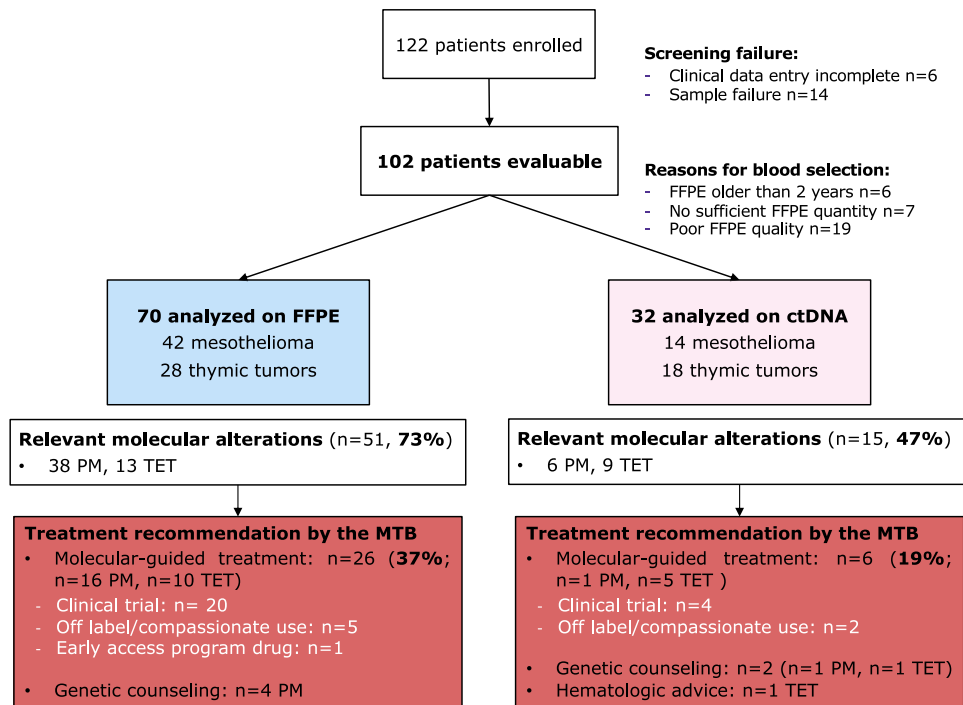 122 patients enrolled
Screening failure:
- Clinical data entry incomplete n=6
- Sample failure n=14
102 patients evaluable
Reasons for blood selection:
- FFPE older than 2 years n=6
- No sufficient FFPE quantity n=7
- Poor FFPE quality n=19
70 analyzed on FFPE
42 mesothelioma
28 thymic tumors
32 analyzed on ctDNA
14 mesothelioma
18 thymic tumors
Relevant molecular alterations (n=51, 73%)
• 38 PM, 13 TET
Relevant molecular alterations (n=15, 47%)
• 6 PM, 9 TET
Treatment recommendation by the MTB
• Molecular-guided treatment: n=26 (37%;
n=16 PM, n=10 TET)
- Clinical trial: n= 20
- Off label/compassionate use: n=5
- Early access program drug: n=1
• Genetic counseling: n=4 PM
Treatment recommendation by the MTB
• Molecular-guided treatment: n=6 (19%;
n=1 PM, n=5 TET )
- Clinical trial: n=4
- Off label/compassionate use: n=2
• Genetic counseling: n=2 (n=1 PM, n=1 TET)
• Hematologic advice: n=1 TET